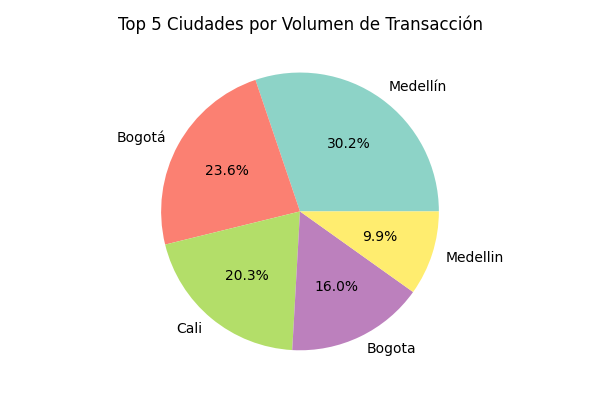 Top 5 Ciudades por Volumen de Transacción
Medellín
30.2%
Bogotá
23.6%
Cali
20.3%
Bogota
16.0%
Medellin
9.9%